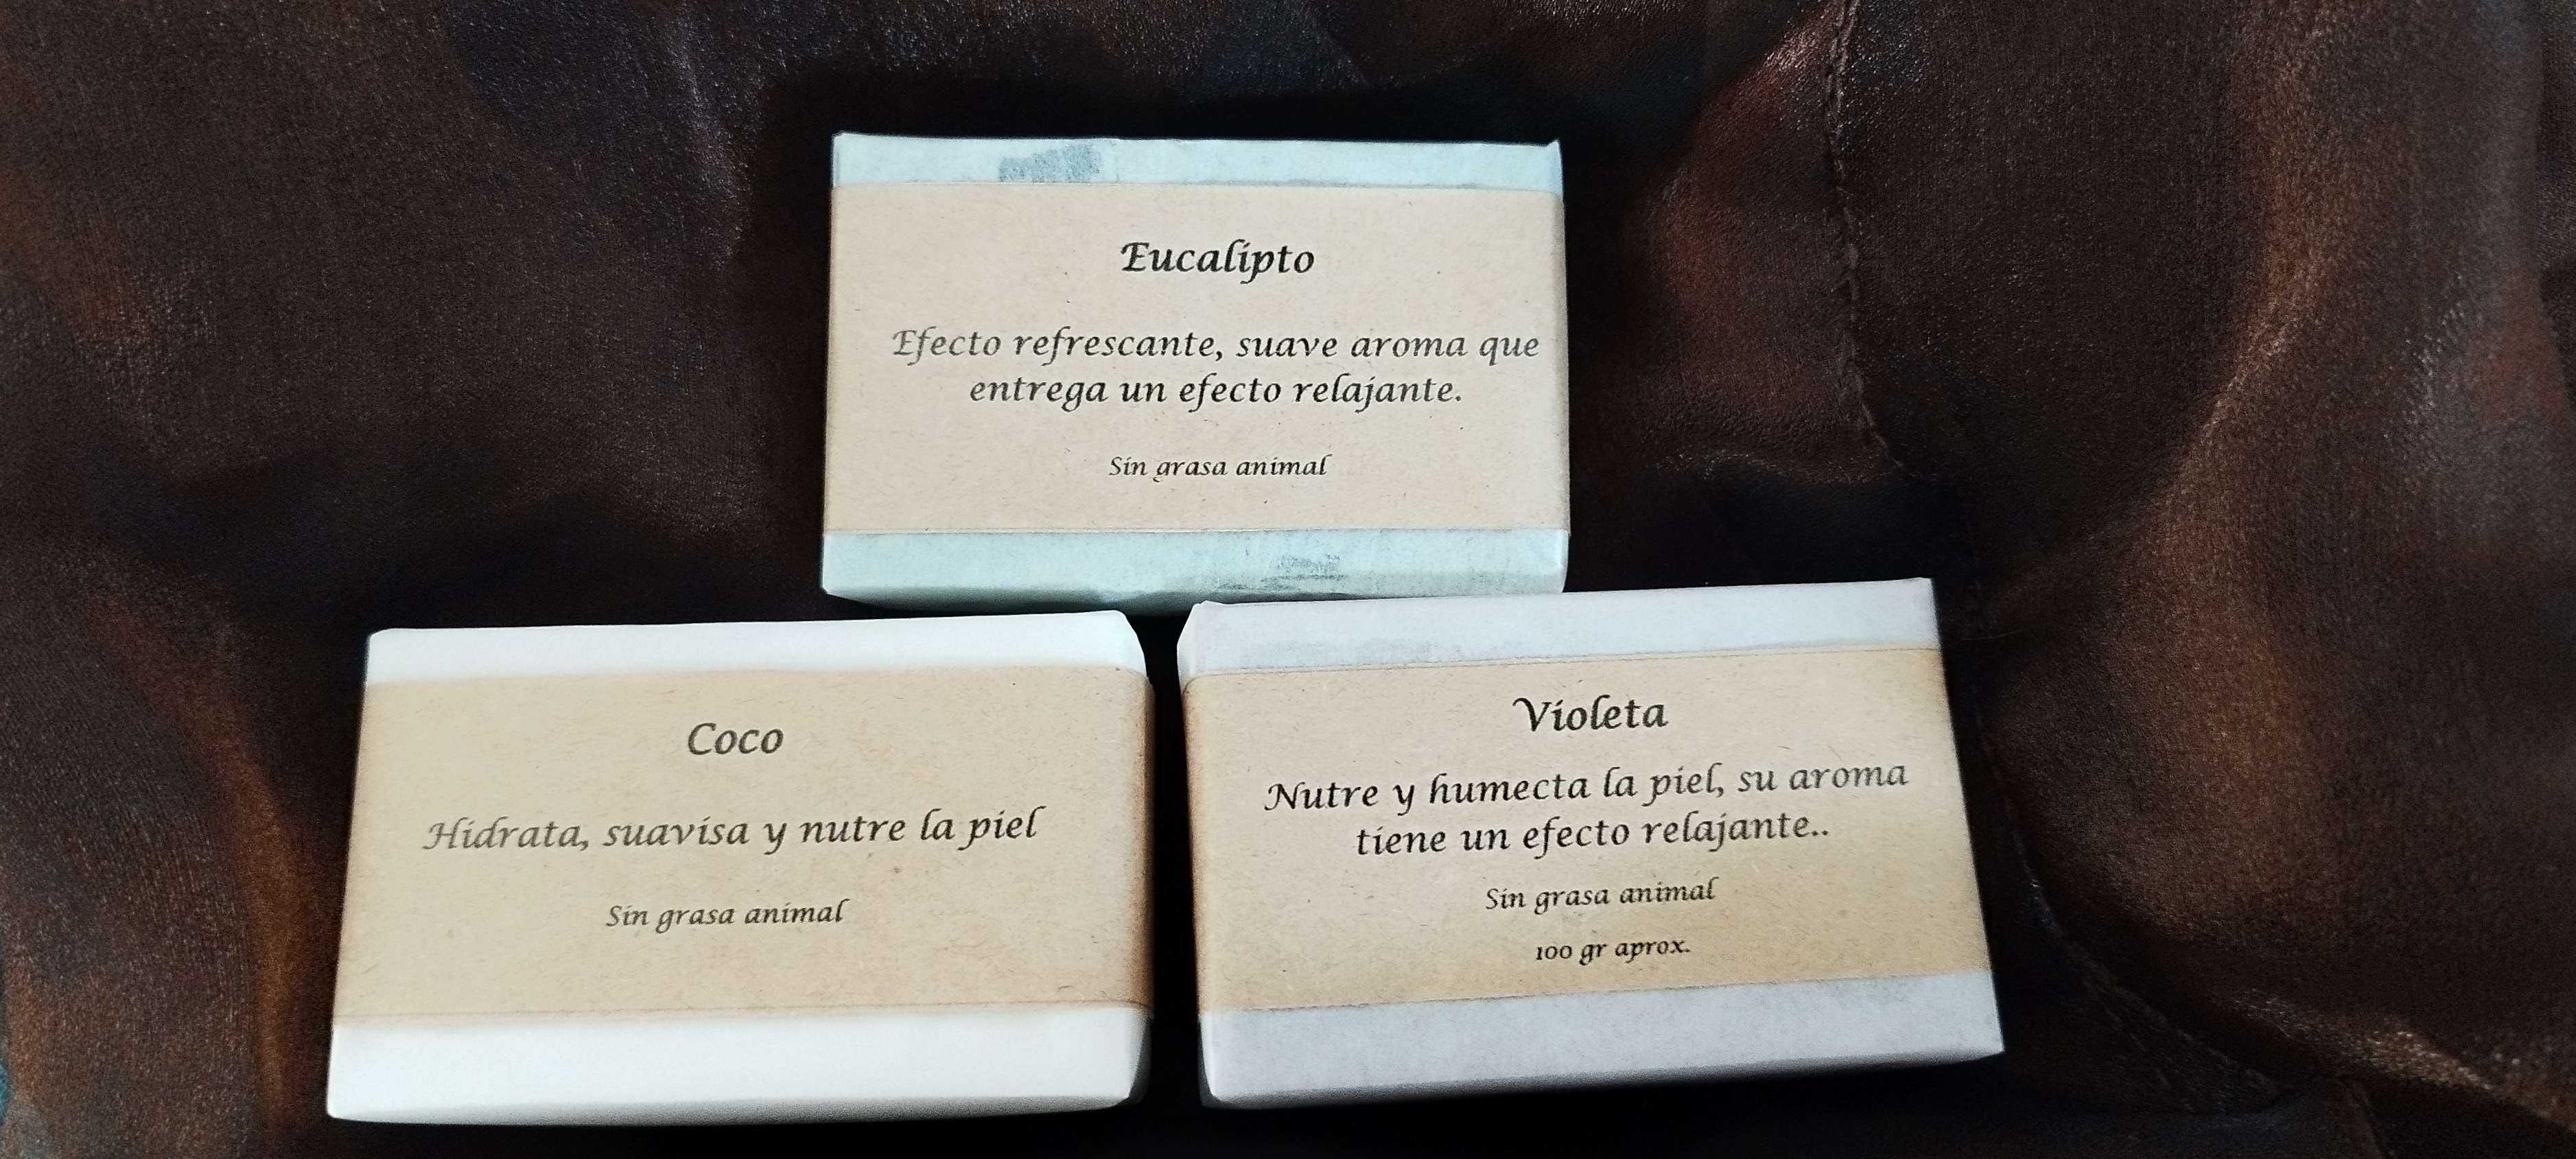 Eucalipto
Efecto refrescante, suave aroma que
entrega un efecto relajante.
Sin grasa animal
Coco
Hidrata, suavisa y nutre la piel
Sin grasa animal
Violeta
Nutre y humecta la piel, su aroma
tiene un efecto relajante..
Sin grasa animal
100 gr aprox.